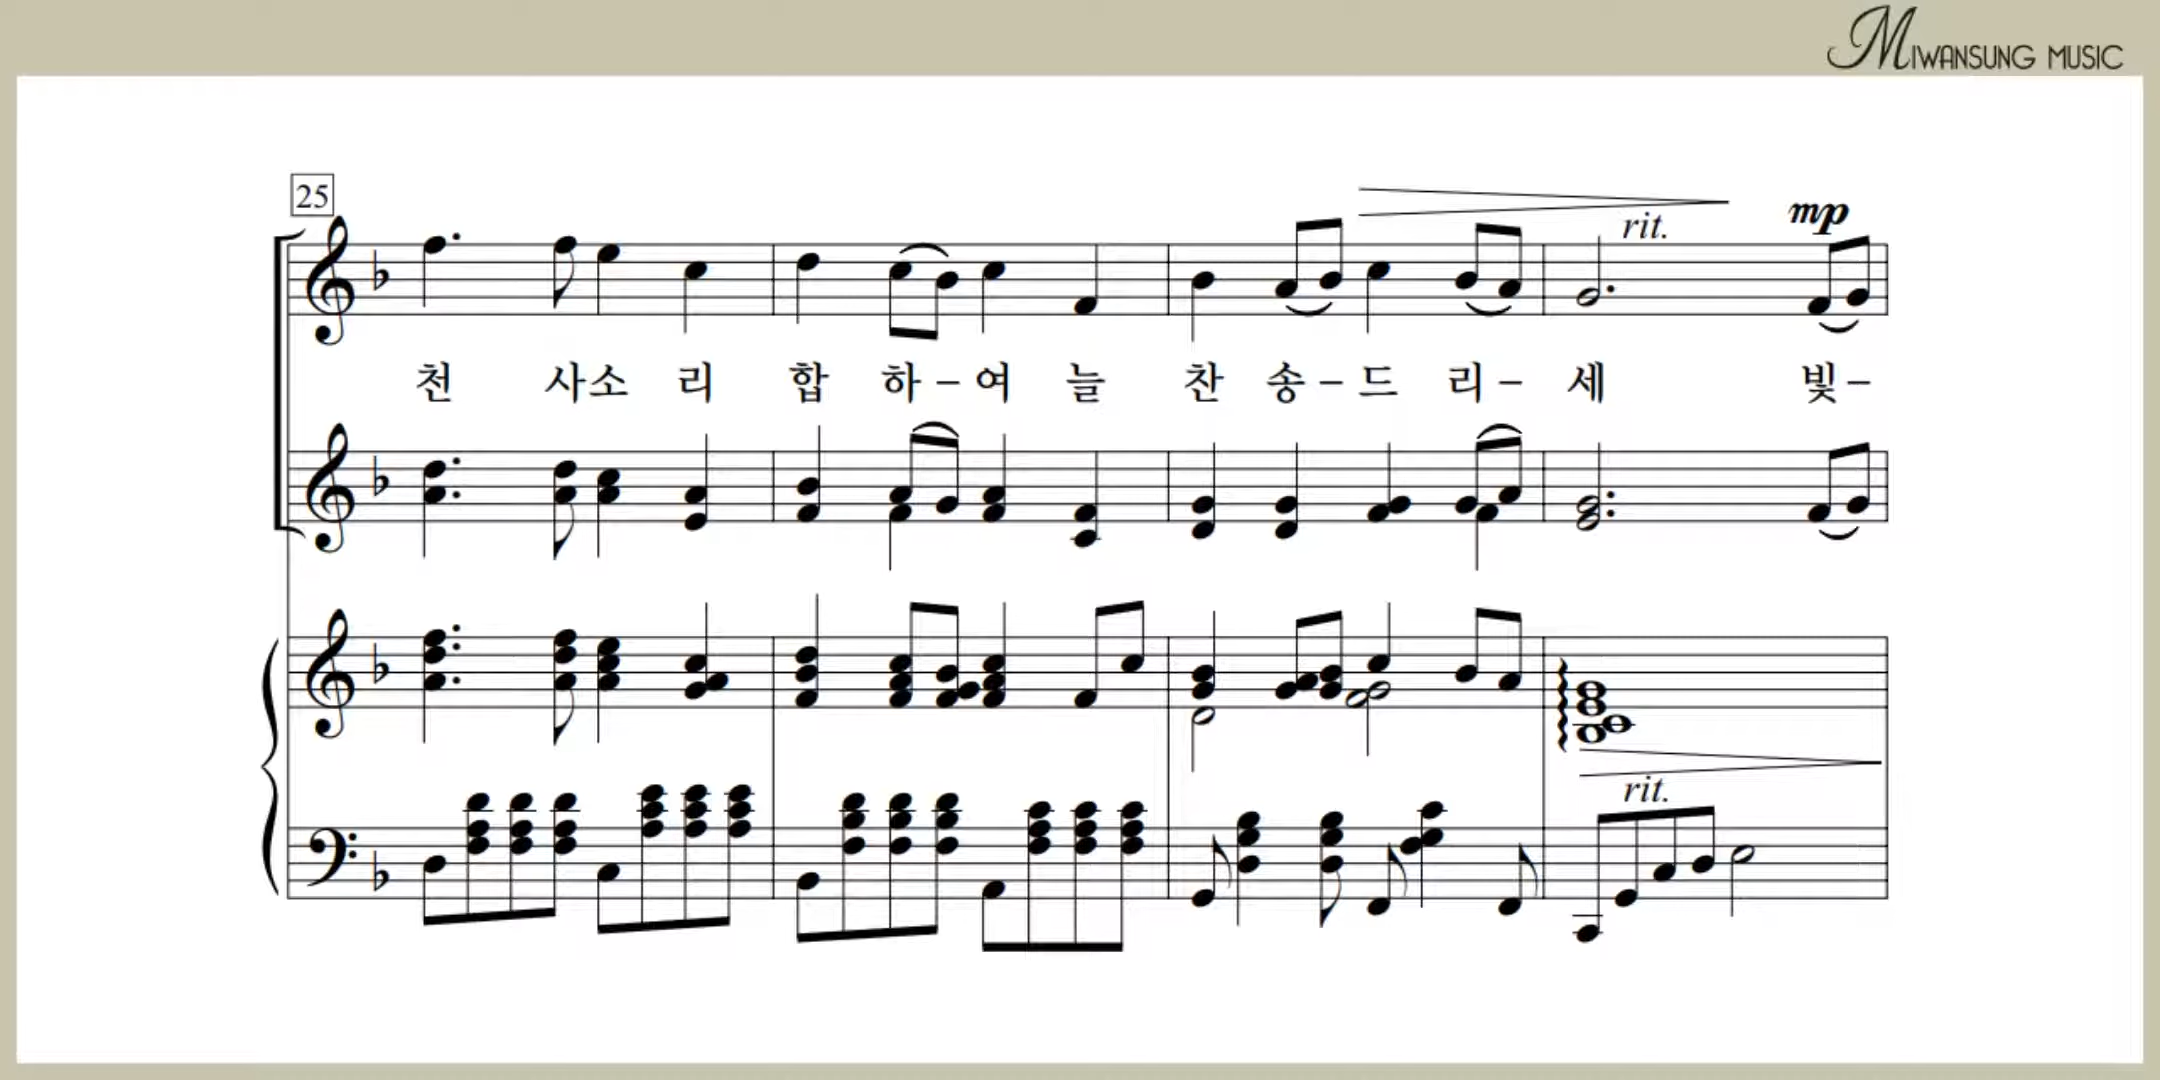 MIWANSUNG MUSIC
25
rit.
mp
천 사소 리 합 하 - 여 늘 찬 송 - 드 리 - 세 빛 -
rit.